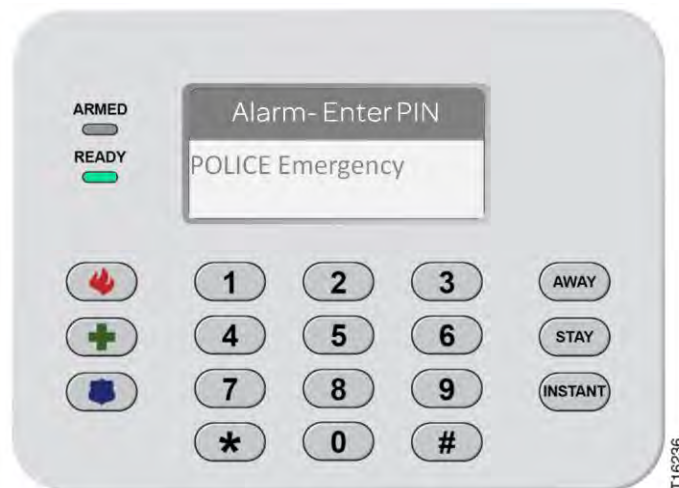 ARMED
READY
Alarm- Enter PIN
POLICE Emergency
1 2 3 AWAY
4 5 6 STAY
7 8 9 INSTANT
* 0 #
T16236